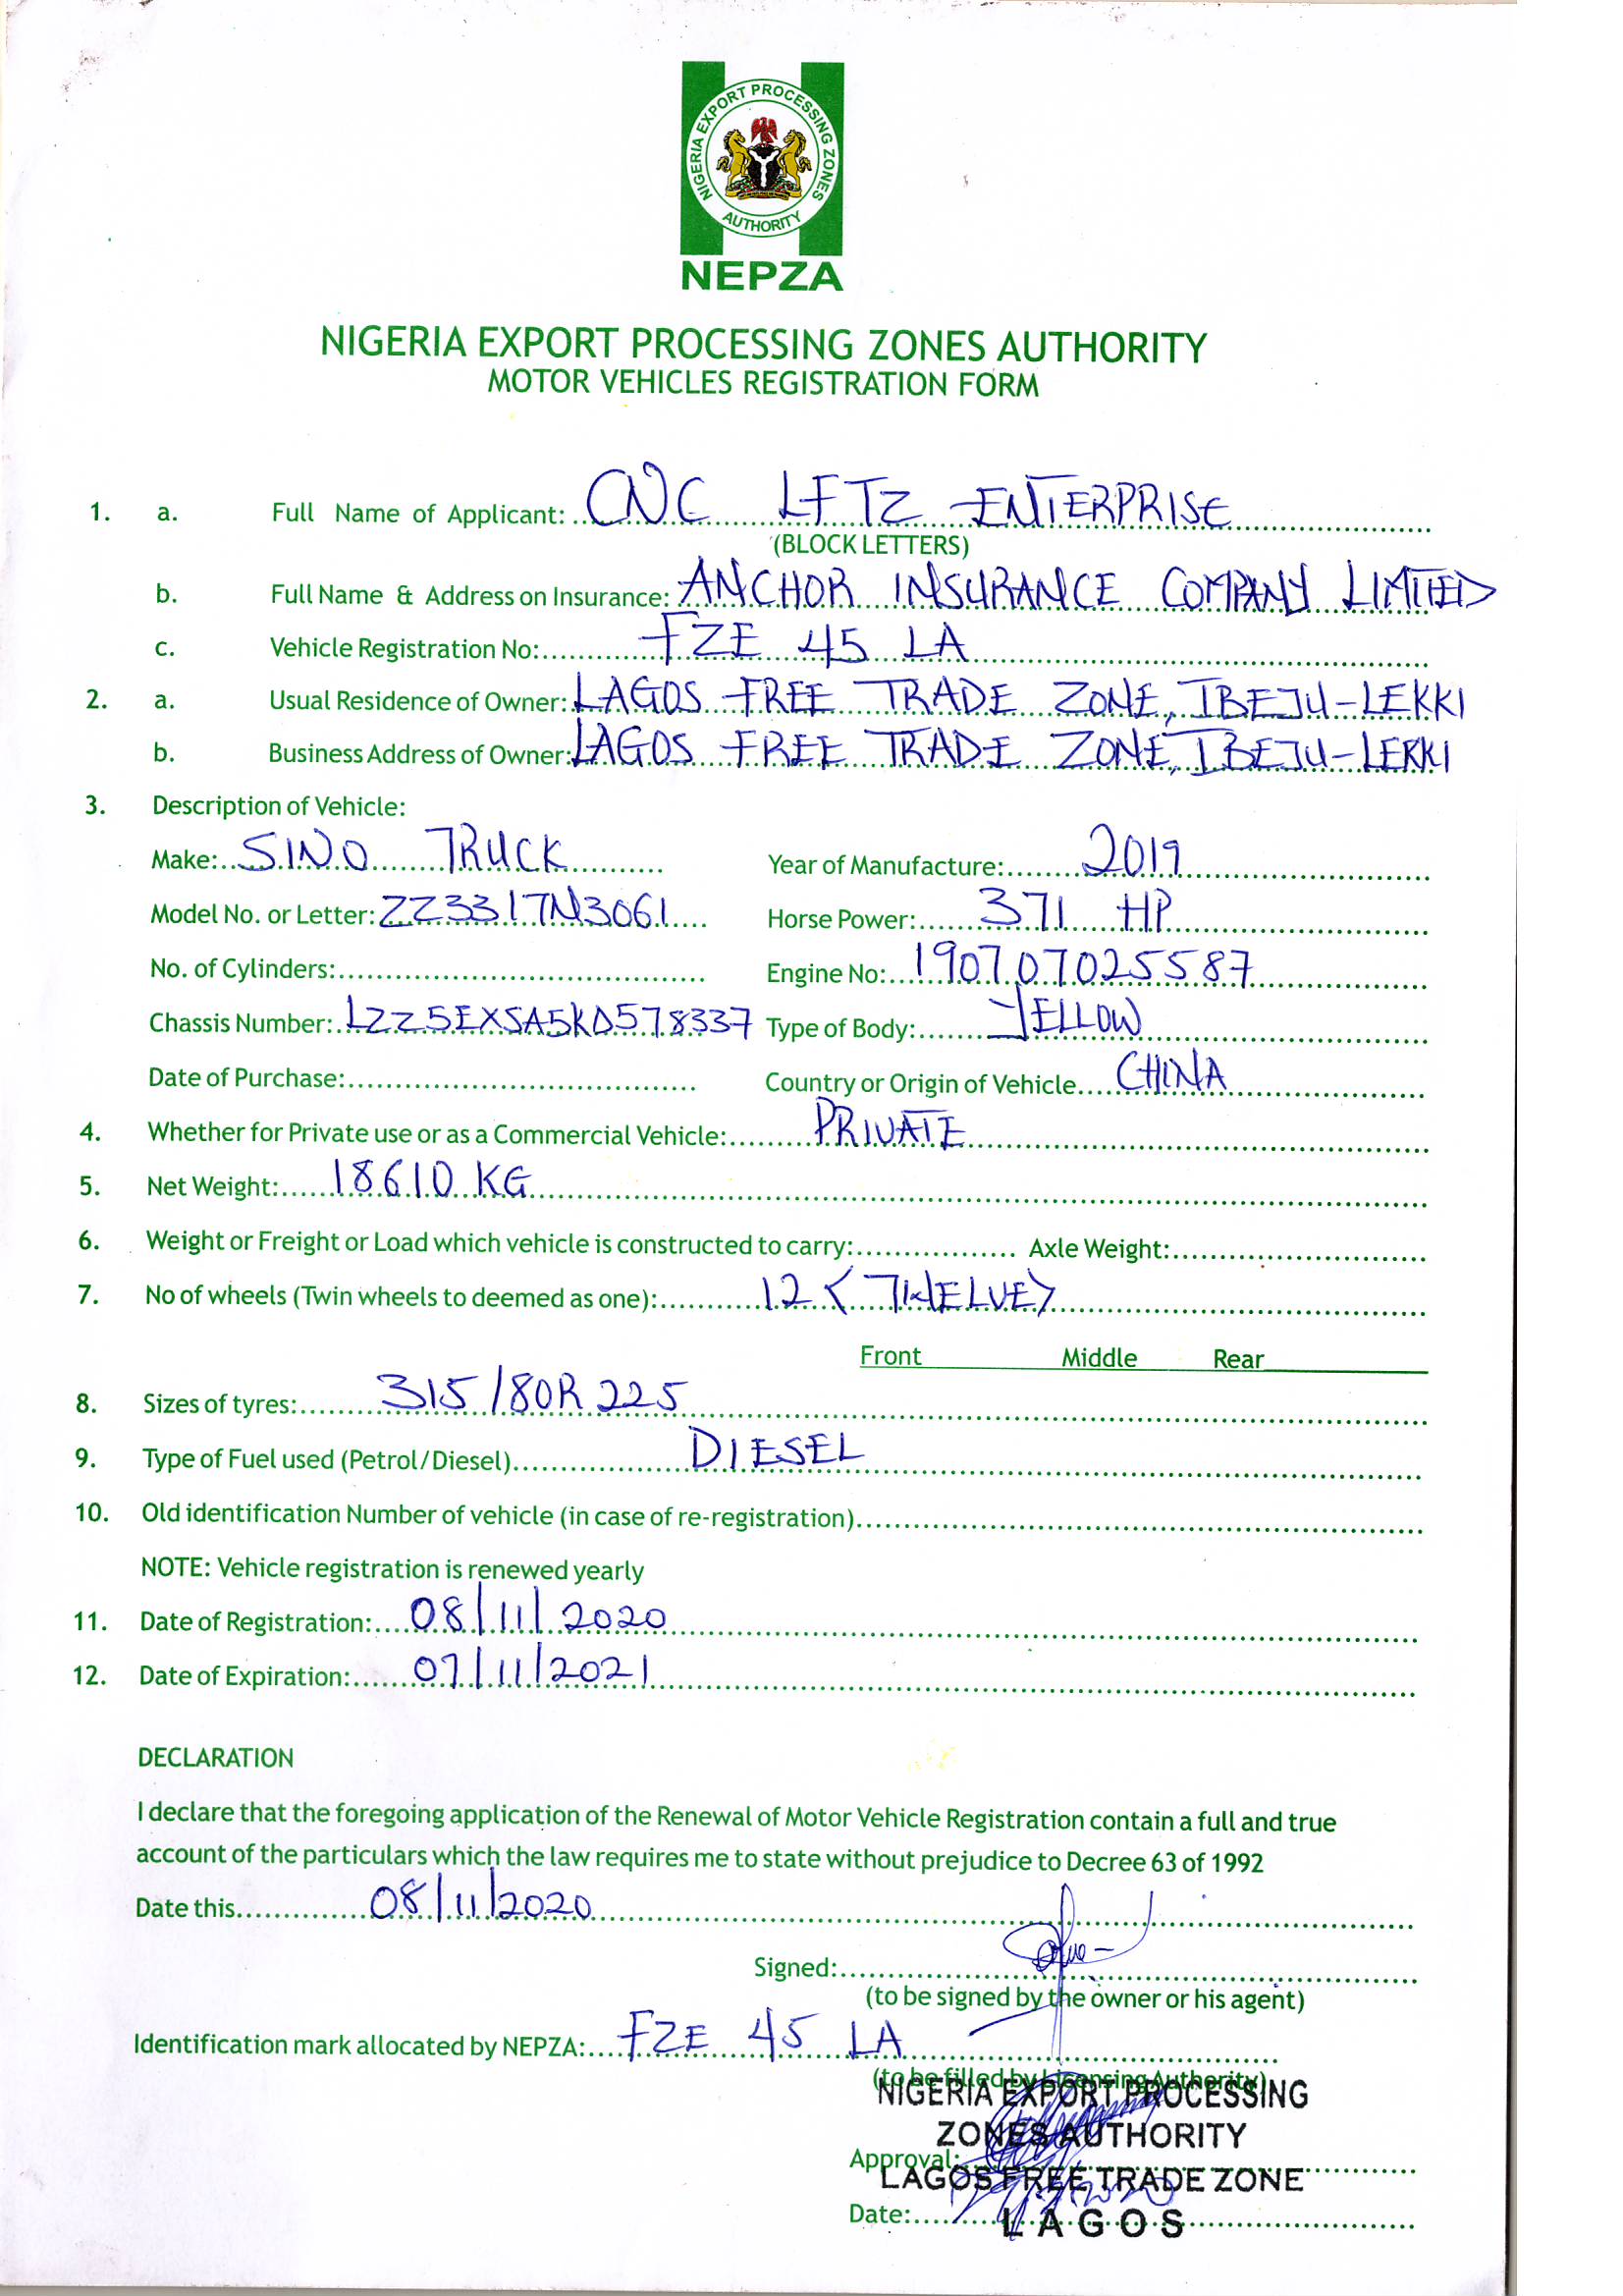 NIGERIA EXPORT PROCESSING ZONES
AUTHORITY
NEPZA
NIGERIA EXPORT PROCESSING ZONES AUTHORITY
MOTOR VEHICLES REGISTRATION FORM
1. a. Full Name of Applicant: CNC LFTZ ENTERPRISE
(BLOCK LETTERS)
b. Full Name & Address on Insurance: ANCHOR INSURANCE COMPANY LIMITED
c. Vehicle Registration No: FZE 45 LA
2. a. Usual Residence of Owner: LAGOS FREE TRADE ZONE, IBEJU-LEKKI
b. Business Address of Owner: LAGOS FREE TRADE ZONE, IBEJU-LEKKI
3. Description of Vehicle:
Make: SINO TRUCK Year of Manufacture: 2019
Model No. or Letter: ZZ3317N3061 Horse Power: 371 HP
No. of Cylinders: Engine No: 190707025587
Chassis Number: LZZ5EXSA5KD578337 Type of Body: YELLOW
Date of Purchase: Country or Origin of Vehicle CHINA
4. Whether for Private use or as a Commercial Vehicle: PRIVATE
5. Net Weight: 18610 KG
6. Weight or Freight or Load which vehicle is constructed to carry: Axle Weight:
7. No of wheels (Twin wheels to deemed as one): 12 < TWELVE>
Front Middle Rear
8. Sizes of tyres: 315/80R 225
9. Type of Fuel used (Petrol/Diesel) DIESEL
10. Old identification Number of vehicle (in case of re-registration)
NOTE: Vehicle registration is renewed yearly
11. Date of Registration: 08/11/2020
12. Date of Expiration: 07/11/2021
DECLARATION
I declare that the foregoing application of the Renewal of Motor Vehicle Registration contain a full and true
account of the particulars which the law requires me to state without prejudice to Decree 63 of 1992
Date this 08/11/2020
Signed:
(to be signed by the owner or his agent)
Identification mark allocated by NEPZA: FZE 45 LA
(to be filled by Licensing Authority)
NIGERIA EXPORT PROCESSING
ZONES AUTHORITY
Approval:
LAGOS FREE TRADE ZONE
Date:
LAGOS